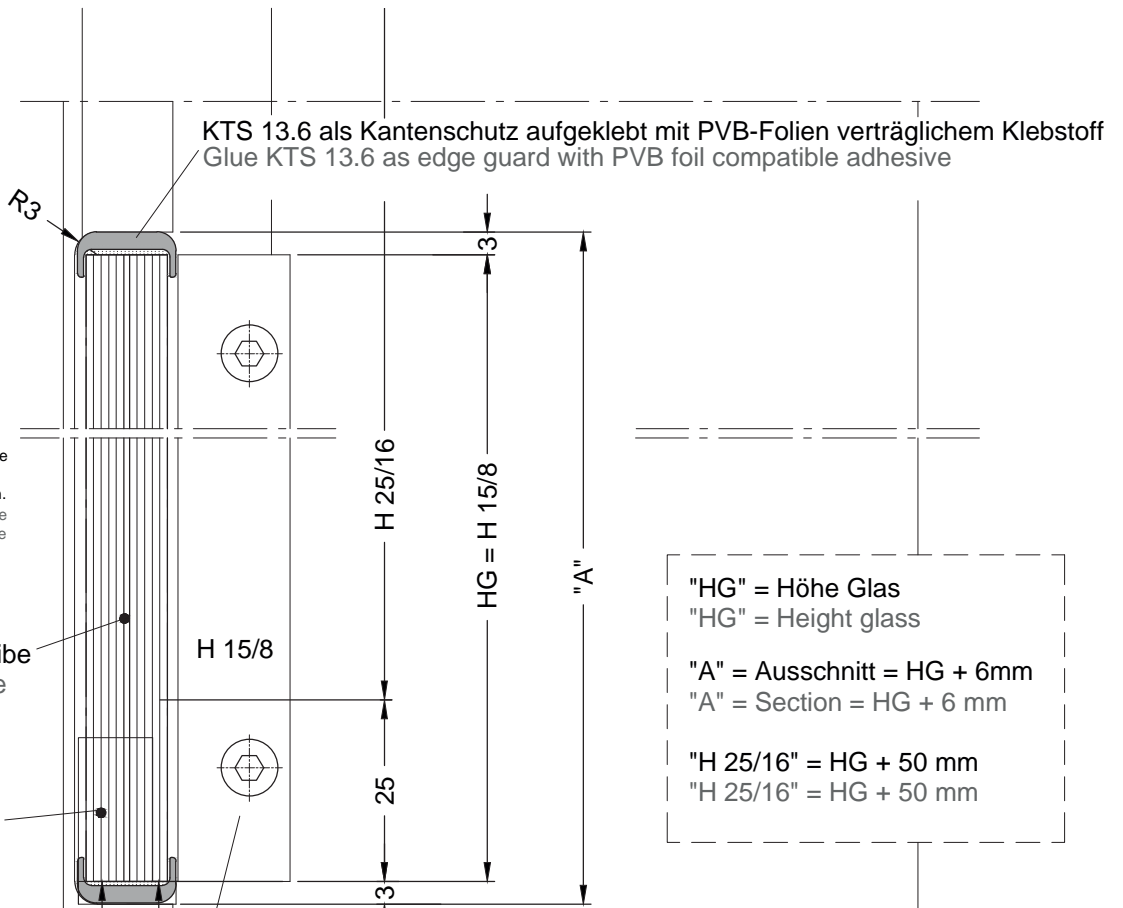 KTS 13.6 als Kantenschutz aufgeklebt mit PVB-Folien verträglichem Klebstoff
Glue KTS 13.6 as edge guard with PVB foil compatible adhesive
R3
3
H 25/16
HG = H 15/8
"A"
e
n.
e
e
ibe
e
H 15/8
25
3
"HG" = Höhe Glas
"HG" = Height glass
"A" = Ausschnitt = HG + 6mm
"A" = Section = HG + 6 mm
"H 25/16" = HG + 50 mm
"H 25/16" = HG + 50 mm